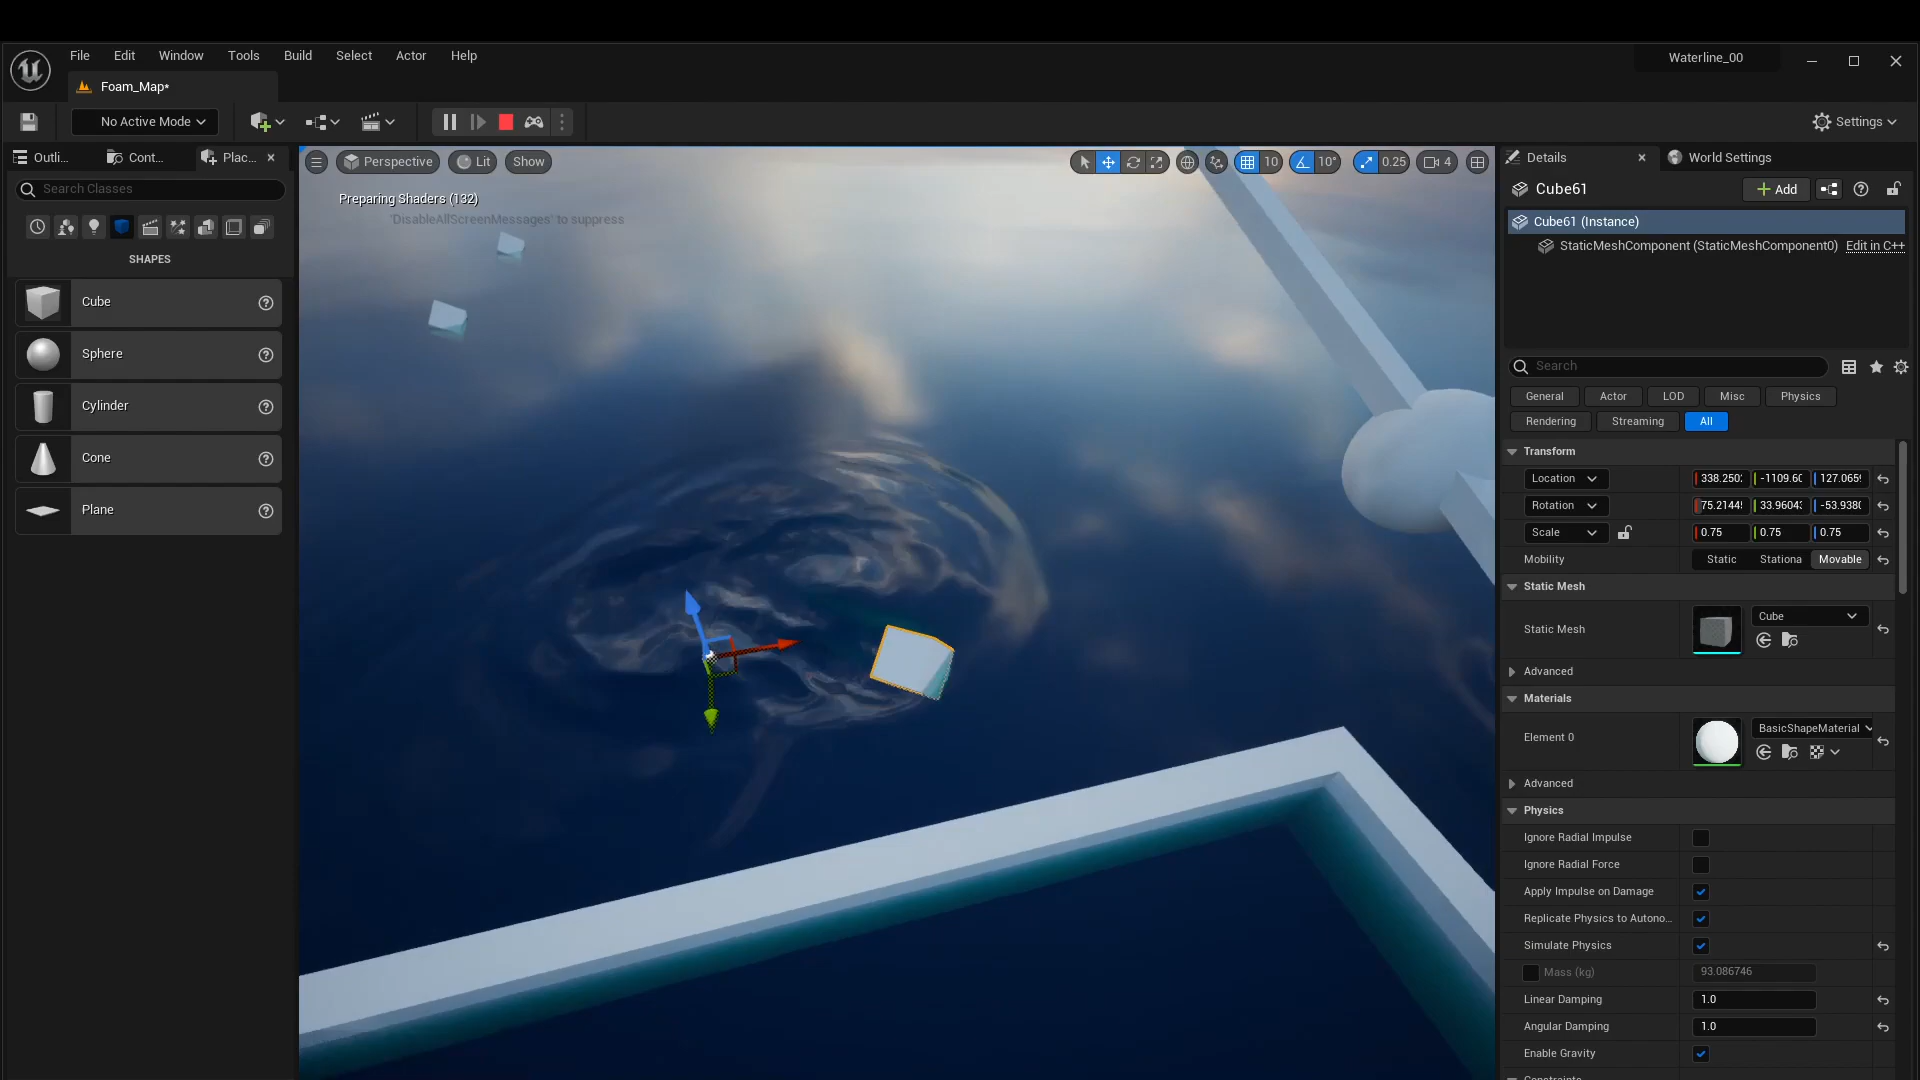 File Edit Window Tools Build Select Actor Help
Waterline_00
Foam_Map*
No Active Mode
Settings
Outli...
Cont...
Plac...
Search Classes
SHAPES
Cube
Sphere
Cylinder
Cone
Plane
Perspective
Lit
Show
10
10°
0.25
4
Preparing Shaders (132)
'DisableAllScreenMessages' to suppress
Details
World Settings
Cube61
Add
Cube61 (Instance)
StaticMeshComponent (StaticMeshComponent0) Edit in C++
Search
General Actor LOD Misc Physics
Rendering Streaming All
Transform
Location 338.250 -1109.60 127.065
Rotation 75.2144 33.9604 -53.938
Scale 0.75 0.75 0.75
Mobility Static Stationa Movable
Static Mesh
Static Mesh Cube
Advanced
Materials
Element 0 BasicShapeMaterial
Advanced
Physics
Ignore Radial Impulse
Ignore Radial Force
Apply Impulse on Damage
Replicate Physics to Autono...
Simulate Physics
Mass (kg) 93.086746
Linear Damping 1.0
Angular Damping 1.0
Enable Gravity